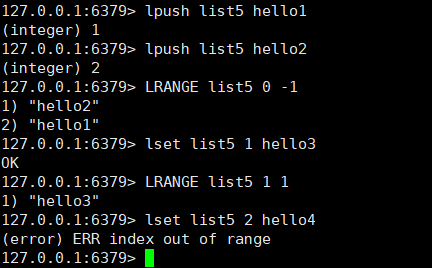 127.0.0.1:6379> lpush list5 hello1
(integer) 1
127.0.0.1:6379> lpush list5 hello2
(integer) 2
127.0.0.1:6379> LRANGE list5 0 -1
1) "hello2"
2) "hello1"
127.0.0.1:6379> lset list5 1 hello3
OK
127.0.0.1:6379> LRANGE list5 1 1
1) "hello3"
127.0.0.1:6379> lset list5 2 hello4
(error) ERR index out of range
127.0.0.1:6379>